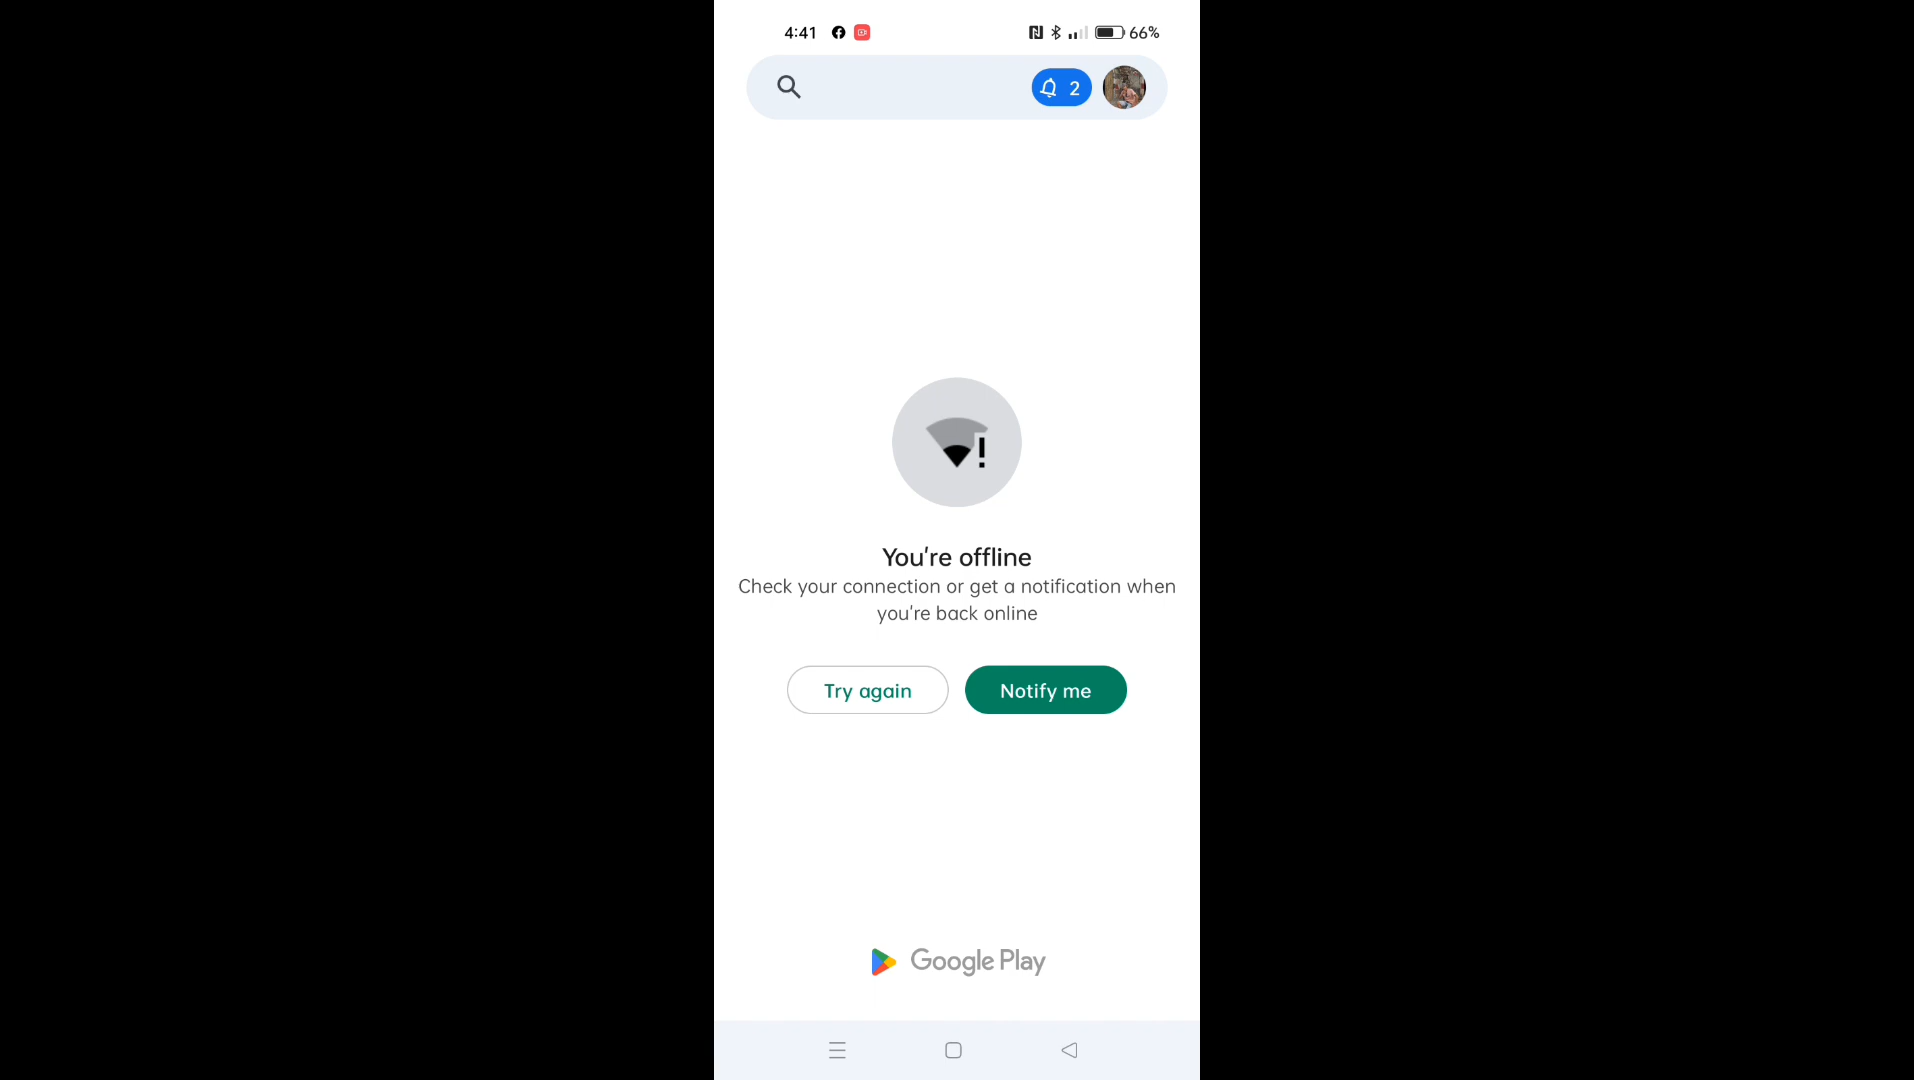 4:41 66%
2
You're offline
Check your connection or get a notification when
you're back online
Try again Notify me
Google Play